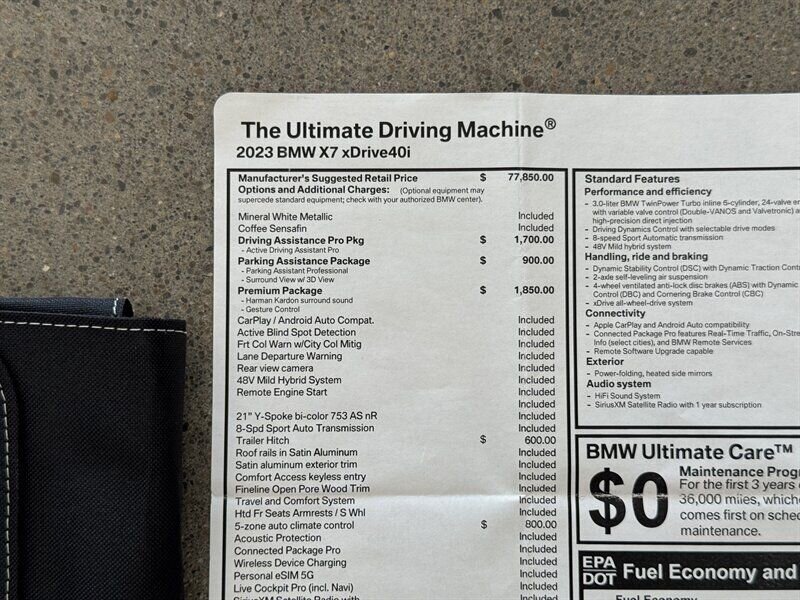 The Ultimate Driving Machine®
2023 BMW X7 xDrive40i
Manufacturer's Suggested Retail Price $ 77,850.00
Options and Additional Charges: (Optional equipment may
supercede standard equipment; check with your authorized BMW center).
Mineral White Metallic Included
Coffee Sensafin Included
Driving Assistance Pro Pkg $ 1,700.00
- Active Driving Assistant Pro
Parking Assistance Package $ 900.00
- Parking Assistant Professional
- Surround View w/ 3D View
Premium Package $ 1,850.00
- Harman Kardon surround sound
- Gesture Control
CarPlay / Android Auto Compat. Included
Active Blind Spot Detection Included
Frt Col Warn w/City Col Mitig Included
Lane Departure Warning Included
Rear view camera Included
48V Mild Hybrid System Included
Remote Engine Start Included
Included
21" Y-Spoke bi-color 753 AS nR Included
8-Spd Sport Auto Transmission Included
Trailer Hitch $ 600.00
Roof rails in Satin Aluminum Included
Satin aluminum exterior trim Included
Comfort Access keyless entry Included
Fineline Open Pore Wood Trim Included
Travel and Comfort System Included
Htd Fr Seats Armrests / S Whl Included
5-zone auto climate control $ 800.00
Acoustic Protection Included
Connected Package Pro Included
Wireless Device Charging Included
Personal eSIM 5G Included
Live Cockpit Pro (incl. Navi) Included
SiriusXM Satellite Radio with Included
Standard Features
Performance and efficiency
- 3.0-liter BMW TwinPower Turbo inline 6-cylinder, 24-valve
with variable valve control (Double-VANOS and Valvetronic)
high-precision direct injection
- Driving Dynamics Control with selectable drive modes
- 8-speed Sport Automatic transmission
- 48V Mild hybrid system
Handling, ride and braking
- Dynamic Stability Control (DSC) with Dynamic Traction
- 2-axle self-leveling air suspension
- 4-wheel ventilated anti-lock disc brakes (ABS) with Dynamic
Control (DBC) and Cornering Brake Control (CBC)
- xDrive all-wheel-drive system
Connectivity
- Apple CarPlay and Android Auto compatibility
- Connected Package Pro features Real-Time Traffic,
Info (select cities), and BMW Remote Services
- Remote Software Upgrade capable
Exterior
- Power-folding, heated side mirrors
Audio system
- HiFi Sound System
- SiriusXM Satellite Radio with 1 year subscription
BMW Ultimate Care™
$0 Maintenance
For the first 3 years
36,000 miles,
comes first on
maintenance.
EPA
DOT Fuel Economy and
Fuel Economy